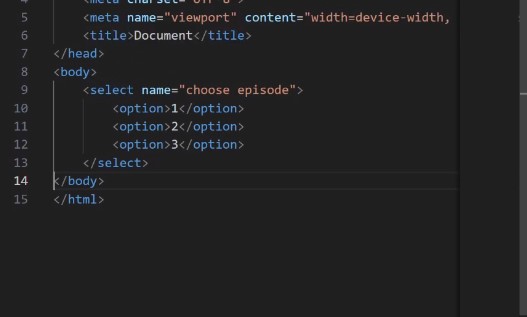 4 <meta charset="UTF-8">
5 <meta name="viewport" content="width=device-width,
6 <title>Document</title>
7 </head>
8 <body>
9 <select name="choose episode">
10 <option>1</option>
11 <option>2</option>
12 <option>3</option>
13 </select>
14 </body>
15 </html>